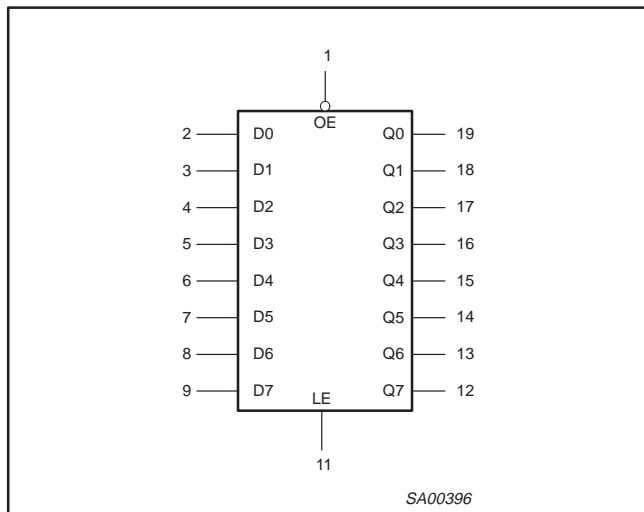 1
OE
2 D0 Q0 19
3 D1 Q1 18
4 D2 Q2 17
5 D3 Q3 16
6 D4 Q4 15
7 D5 Q5 14
8 D6 Q6 13
9 D7 Q7 12
LE
11
SA00396